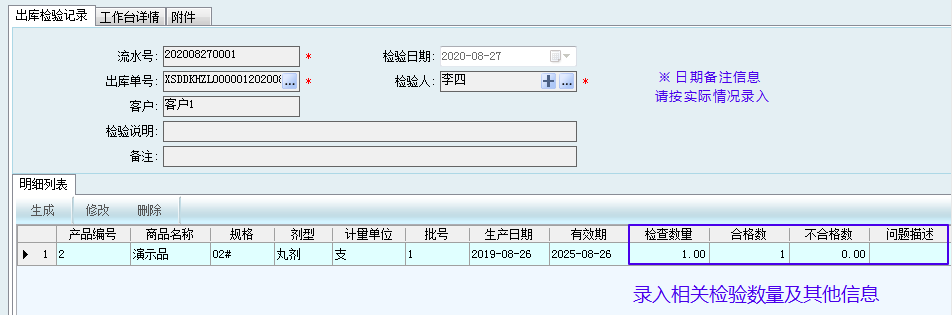 出库检验记录 工作台详情 附件
流水号: 202008270001 * 检验日期: 2020-08-27
出库单号: XSDDKHZL000001202008 ... * 检验人: 李四 + ... *
※ 日期备注信息
请按实际情况录入
客户: 客户1
检验说明:
备注:
明细列表
生成 修改 删除
产品编号 商品名称 规格 剂型 计量单位 批号 生产日期 有效期 检查数量 合格数 不合格数 问题描述
1 2 演示品 02# 丸剂 支 1 2019-08-26 2025-08-26 1.00 1 0.00
录入相关检验数量及其他信息